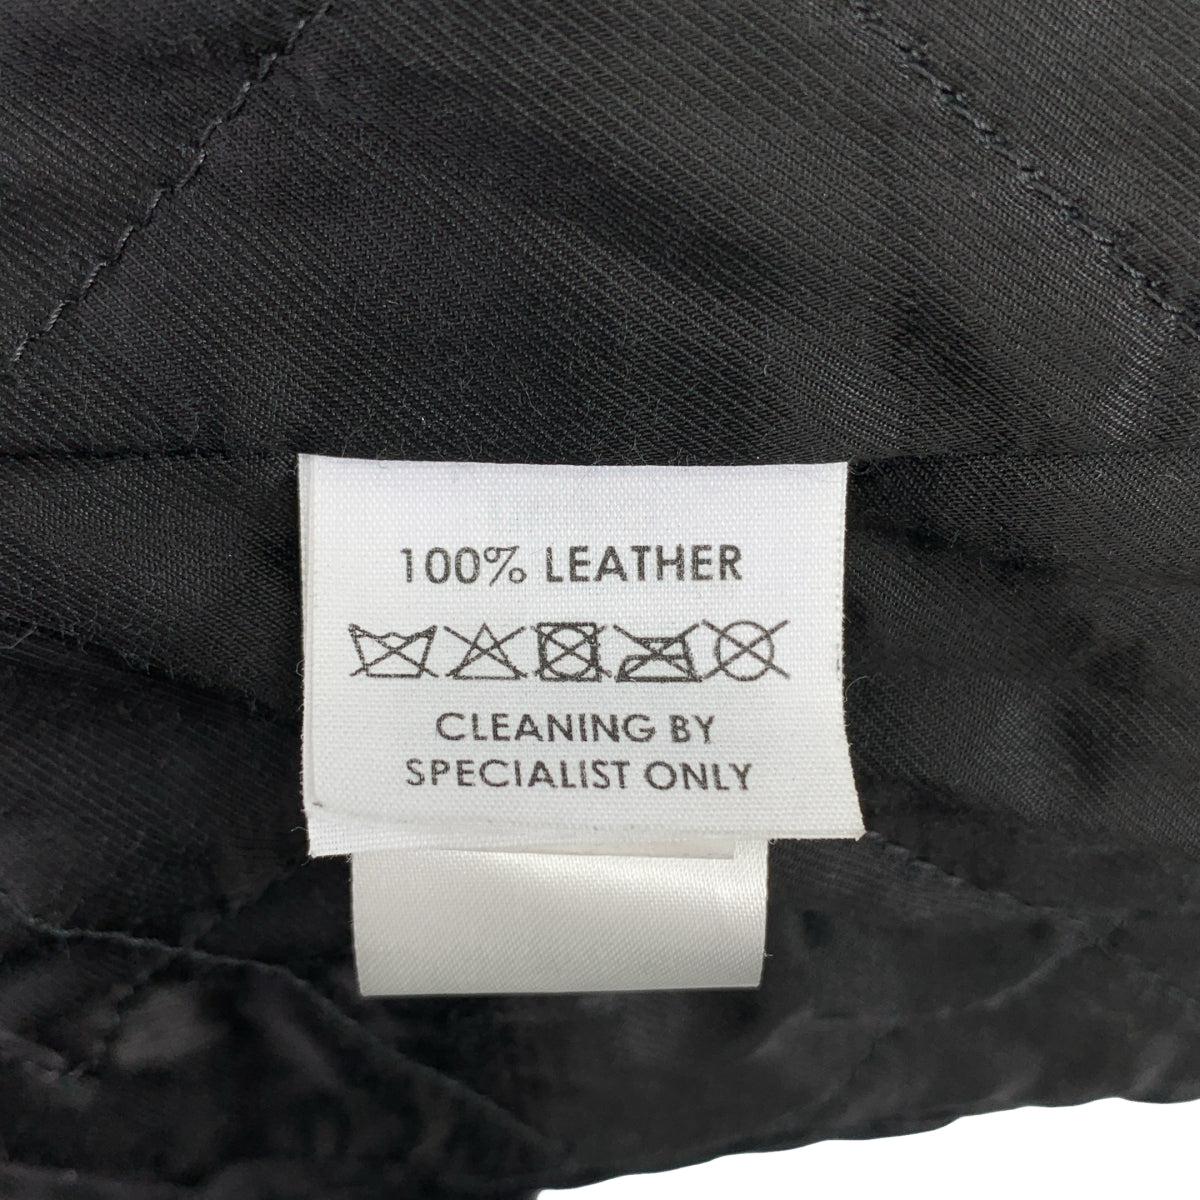 100% LEATHER
CLEANING BY
SPECIALIST ONLY